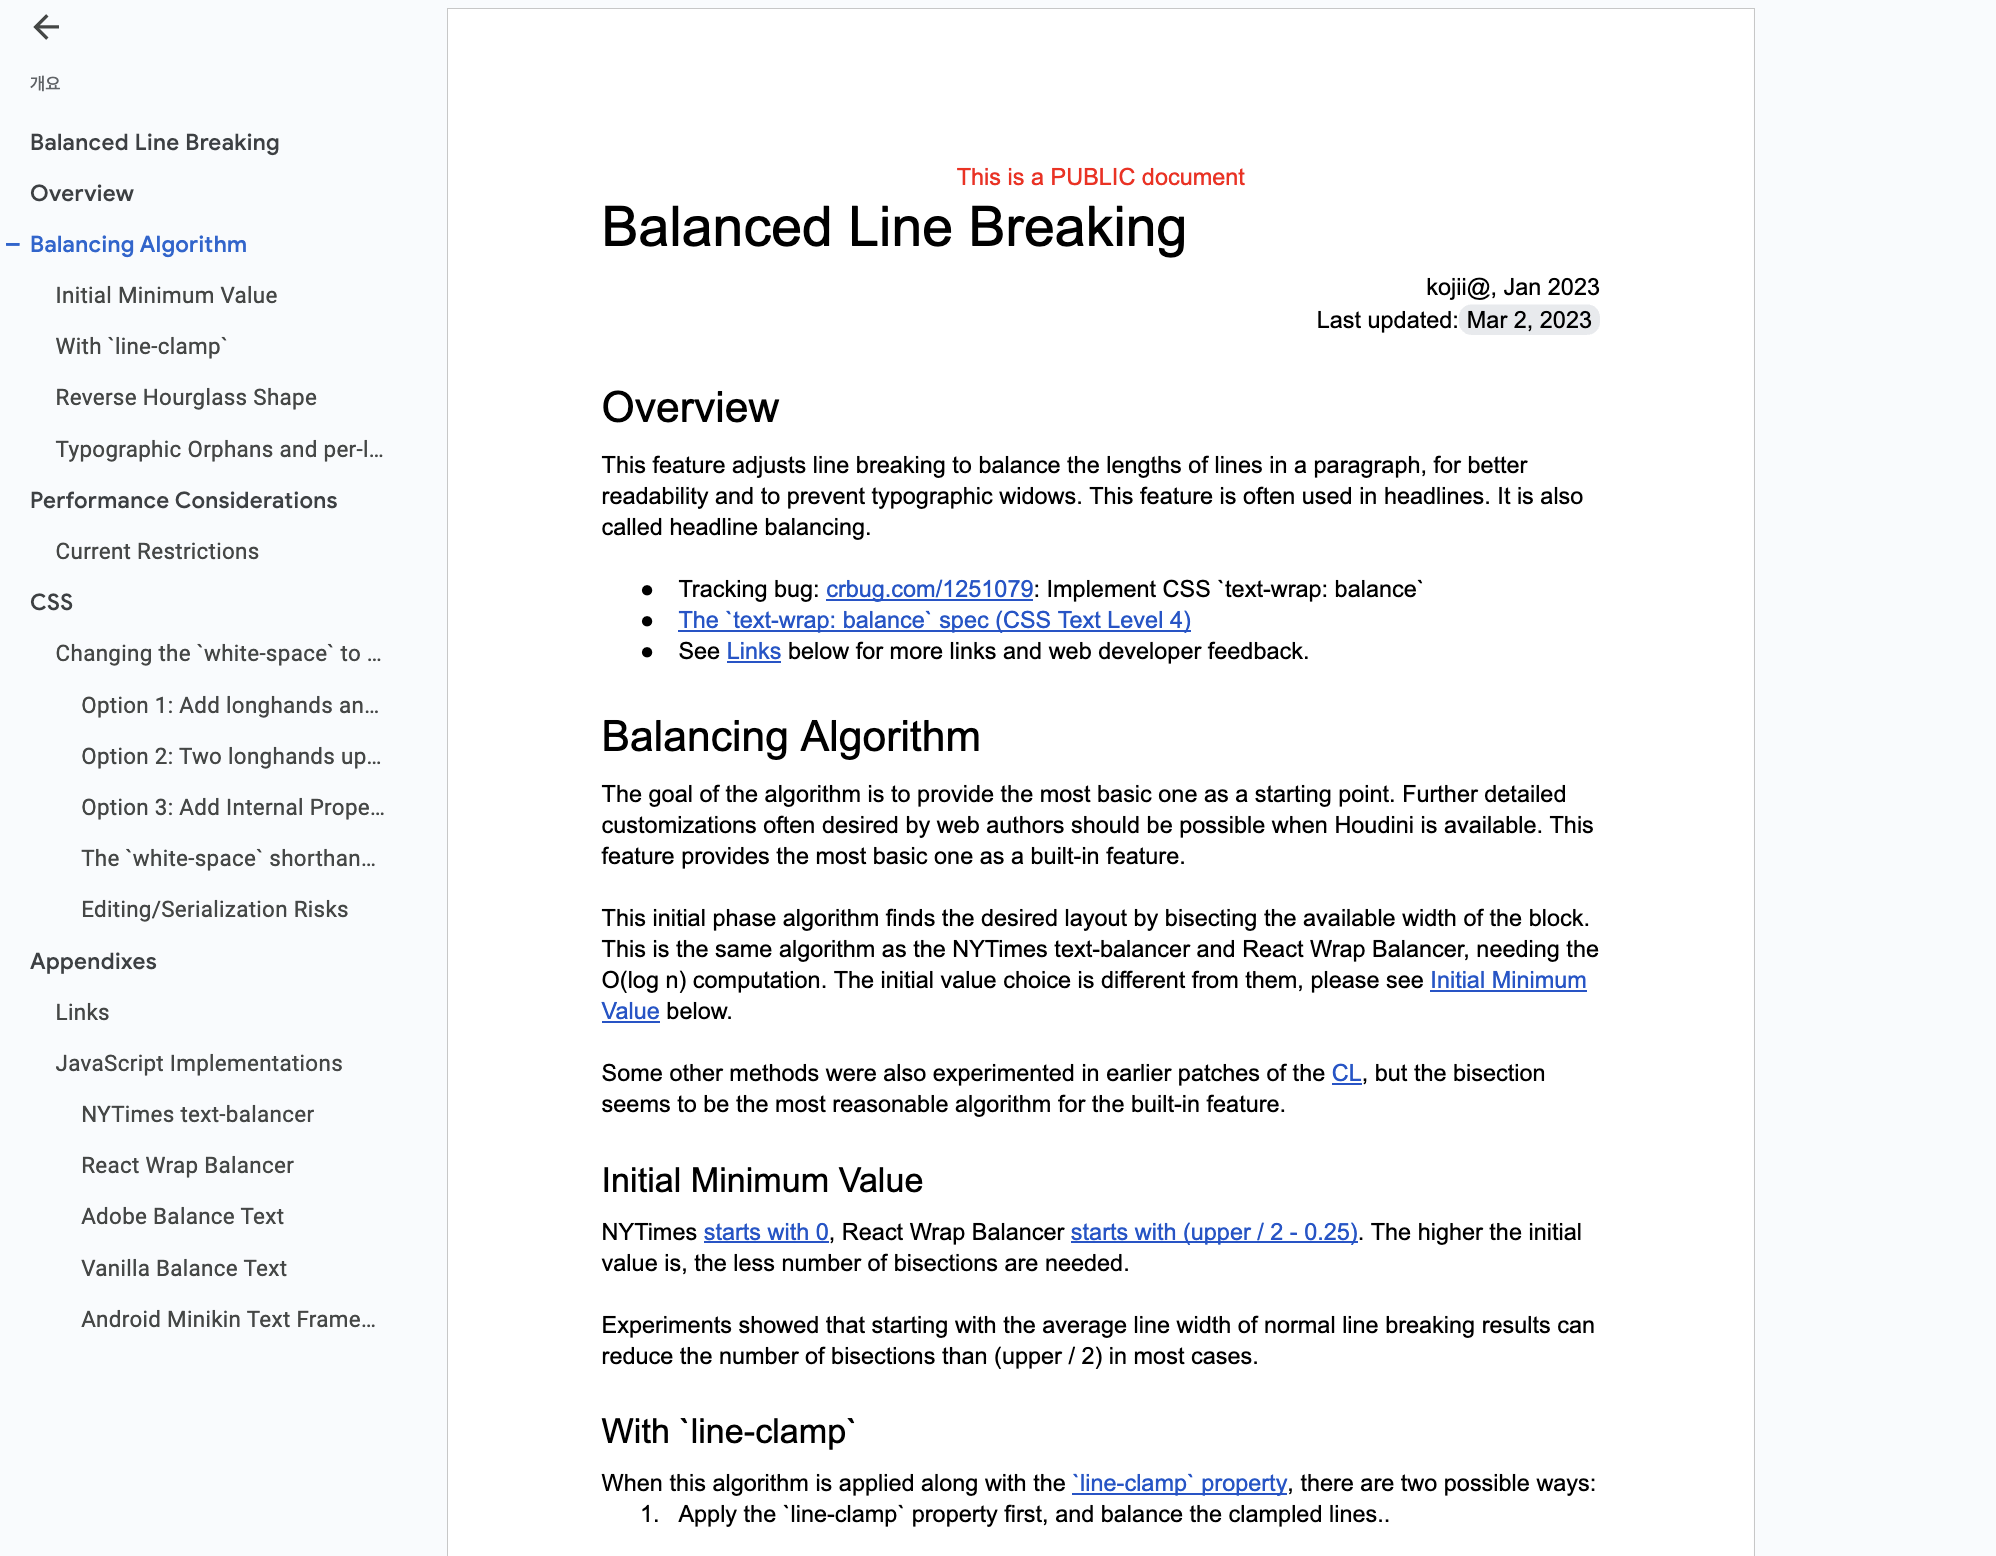 개요
Balanced Line Breaking
Overview
Balancing Algorithm
Initial Minimum Value
With `line-clamp`
Reverse Hourglass Shape
Typographic Orphans and per-l...
Performance Considerations
Current Restrictions
CSS
Changing the `white-space` to ...
Option 1: Add longhands an...
Option 2: Two longhands up...
Option 3: Add Internal Prope...
The `white-space` shorthan...
Editing/Serialization Risks
Appendixes
Links
JavaScript Implementations
NYTimes text-balancer
React Wrap Balancer
Adobe Balance Text
Vanilla Balance Text
Android Minikin Text Frame...
This is a PUBLIC document
Balanced Line Breaking
kojii@, Jan 2023
Last updated: Mar 2, 2023
Overview
This feature adjusts line breaking to balance the lengths of lines in a paragraph, for better
readability and to prevent typographic widows. This feature is often used in headlines. It is also
called headline balancing.
● Tracking bug: crbug.com/1251079: Implement CSS `text-wrap: balance`
● The `text-wrap: balance` spec (CSS Text Level 4)
● See Links below for more links and web developer feedback.
Balancing Algorithm
The goal of the algorithm is to provide the most basic one as a starting point. Further detailed
customizations often desired by web authors should be possible when Houdini is available. This
feature provides the most basic one as a built-in feature.
This initial phase algorithm finds the desired layout by bisecting the available width of the block.
This is the same algorithm as the NYTimes text-balancer and React Wrap Balancer, needing the
O(log n) computation. The initial value choice is different from them, please see Initial Minimum
Value below.
Some other methods were also experimented in earlier patches of the CL, but the bisection
seems to be the most reasonable algorithm for the built-in feature.
Initial Minimum Value
NYTimes starts with 0, React Wrap Balancer starts with (upper / 2 - 0.25). The higher the initial
value is, the less number of bisections are needed.
Experiments showed that starting with the average line width of normal line breaking results can
reduce the number of bisections than (upper / 2) in most cases.
With `line-clamp`
When this algorithm is applied along with the `line-clamp` property, there are two possible ways:
1. Apply the `line-clamp` property first, and balance the clampled lines..